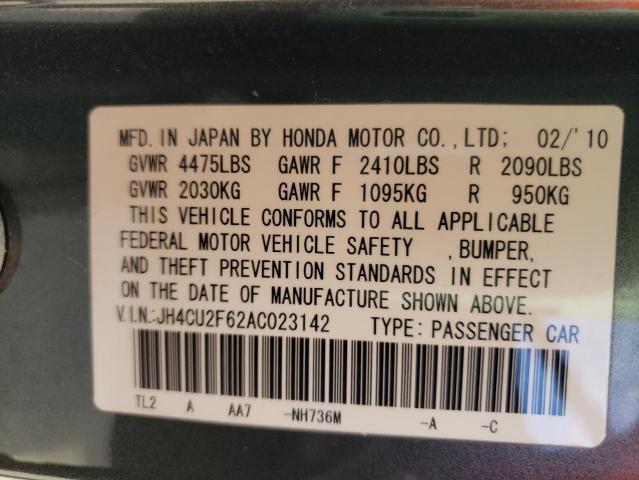 MFD. IN JAPAN BY HONDA MOTOR CO.,LTD; 02/'10
GVWR 4475LBS GAWR F 2410LBS R 2090LBS
GVWR 2030KG GAWR F 1095KG R 950KG
THIS VEHICLE CONFORMS TO ALL APPLICABLE
FEDERAL MOTOR VEHICLE SAFETY , BUMPER,
AND THEFT PREVENTION STANDARDS IN EFFECT
ON THE DATE OF MANUFACTURE SHOWN ABOVE.
V.I.N.:JH4CU2F62AC023142 TYPE: PASSENGER CAR
TL2 A AA7 -NH736M -A -C